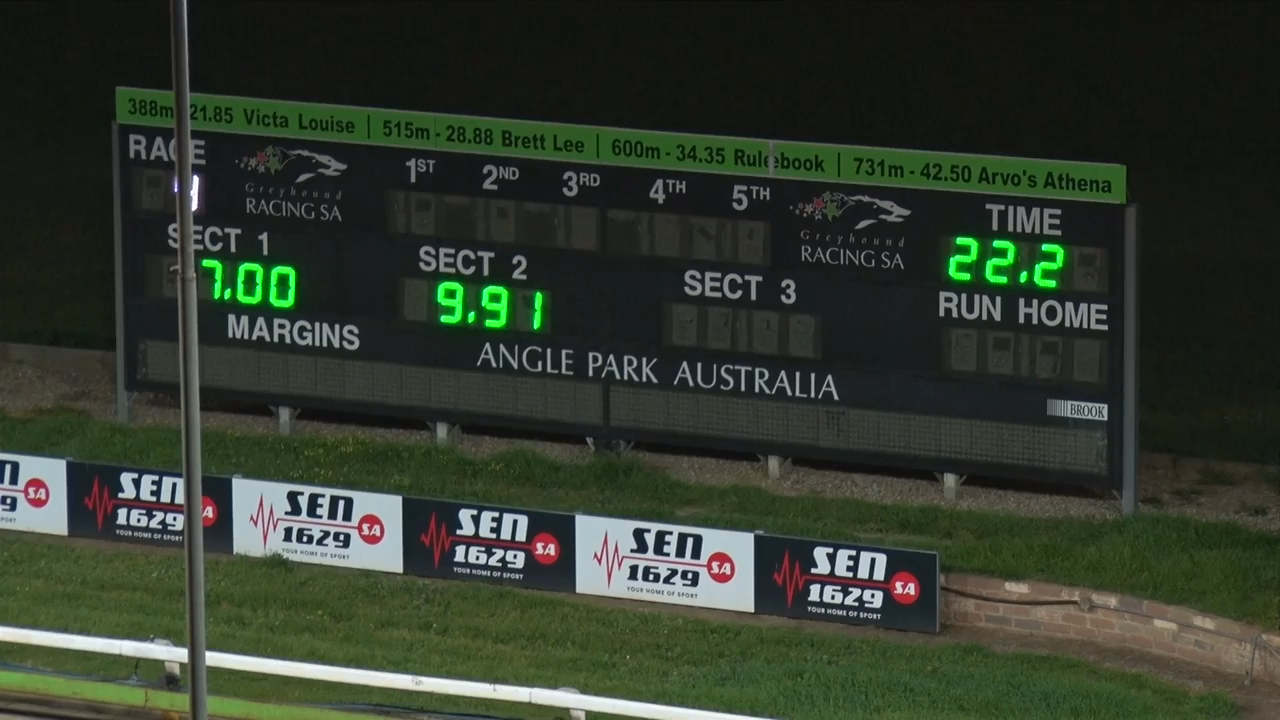 388m 21.85 Victa Louise | 515m - 28.88 Brett Lee | 600m - 34.35 Rulebook | 731m - 42.50 Arvo's Athena
RACE
Greyhound
RACING SA
1ST 2ND 3RD 4TH 5TH
Greyhound
RACING SA
TIME
22.2
SECT 1
7.00
SECT 2
9.91
SECT 3
RUN HOME
MARGINS
ANGLE PARK AUSTRALIA
BROOK
9 SA
SEN
1629 SA
YOUR HOME OF SPORT
SEN
1629 SA
YOUR HOME OF SPORT
SEN
1629 SA
YOUR HOME OF SPORT
SEN
1629 SA
YOUR HOME OF SPORT
SEN
1629 SA
YOUR HOME OF SPORT